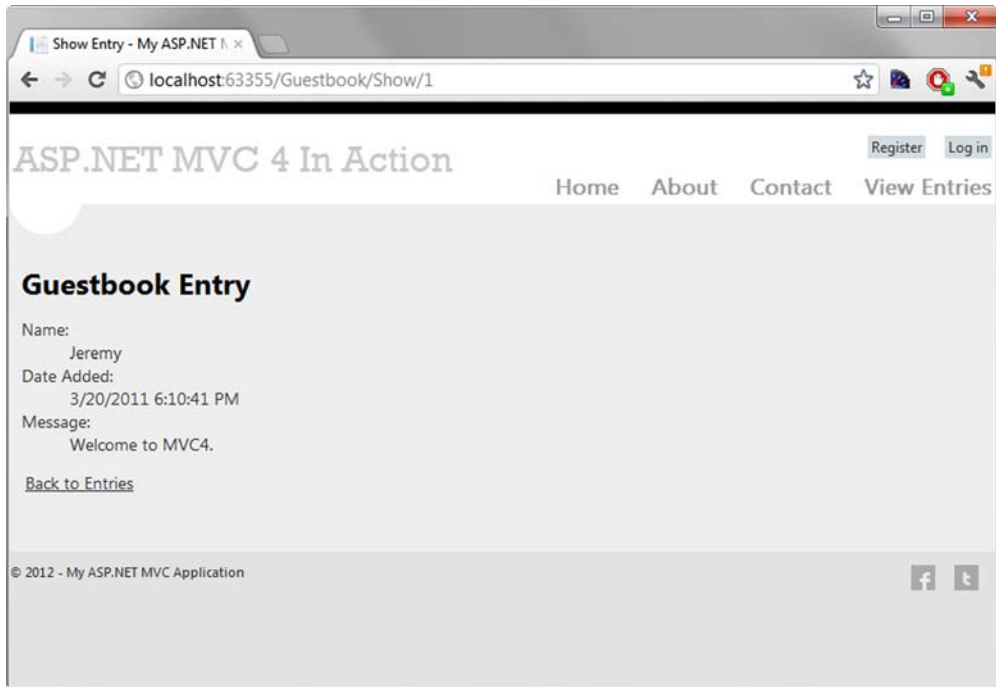 Show Entry - My ASP.NET
localhost:63355/Guestbook/Show/1
ASP.NET MVC 4 In Action
Register Log in
Home About Contact View Entries
Guestbook Entry
Name:
Jeremy
Date Added:
3/20/2011 6:10:41 PM
Message:
Welcome to MVC4.
Back to Entries
© 2012 - My ASP.NET MVC Application